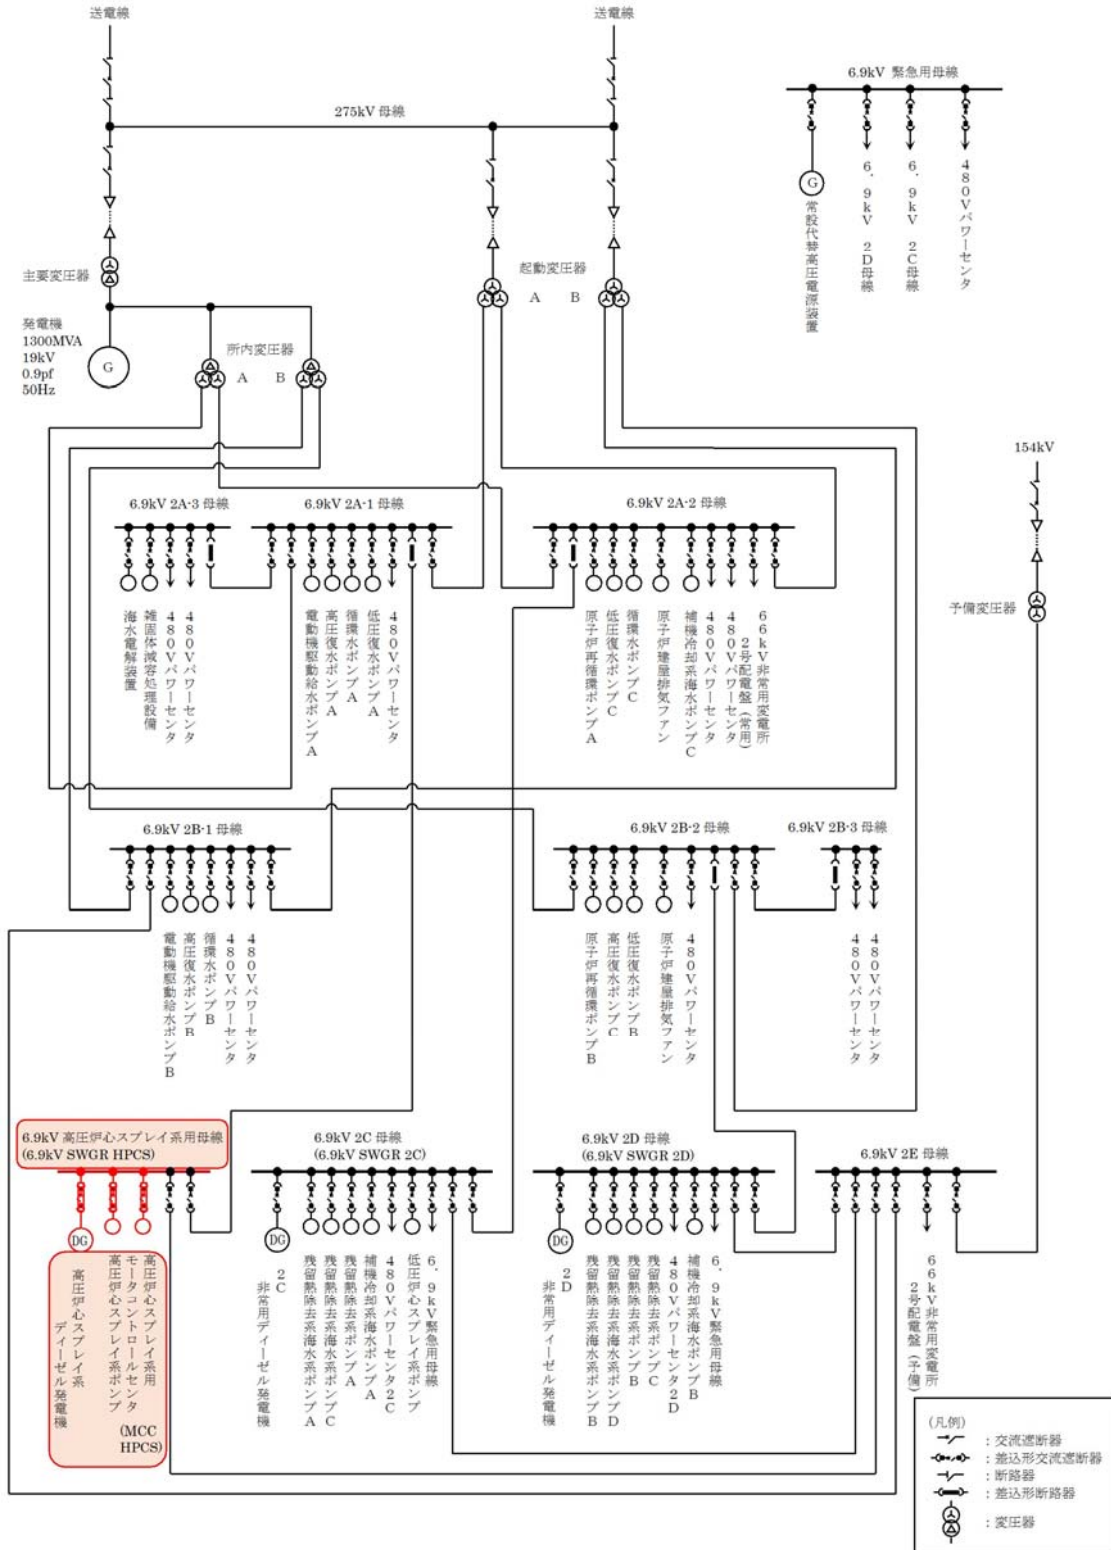 送電線
送電線
6.9kV 緊急用母線
275kV 母線
G
常設代替高圧電源装置
6.9kV 2D母線
6.9kV 2C母線
480Vパワーセンタ
主要変圧器
起動変圧器
A B
発電機
1300MVA
19kV
0.9pf
50Hz
G
所内変圧器
A B
154kV
予備変圧器
6.9kV 2A-3 母線
6.9kV 2A-1 母線
6.9kV 2A-2 母線
海水電解装置
雑固体減容処理設備
480Vパワーセンタ
480Vパワーセンタ
電動機駆動給水ポンプA
高圧復水ポンプA
循環水ポンプA
低圧復水ポンプA
480Vパワーセンタ
原子炉再循環ポンプA
低圧復水ポンプC
循環水ポンプC
原子炉建屋排気ファン
補機冷却系海水ポンプC
480Vパワーセンタ
480Vパワーセンタ
66kV非常用変電所
2号配電盤(常用)
6.9kV 2B-1 母線
6.9kV 2B-2 母線
6.9kV 2B-3 母線
電動機駆動給水ポンプB
高圧復水ポンプB
循環水ポンプB
480Vパワーセンタ
480Vパワーセンタ
原子炉再循環ポンプB
高圧復水ポンプC
低圧復水ポンプB
原子炉建屋排気ファン
480Vパワーセンタ
480Vパワーセンタ
480Vパワーセンタ
6.9kV 高圧炉心スプレイ系用母線
(6.9kV SWGR HPCS)
6.9kV 2C 母線
(6.9kV SWGR 2C)
6.9kV 2D 母線
(6.9kV SWGR 2D)
6.9kV 2E 母線
DG
高圧炉心スプレイ系
ディーゼル発電機
高圧炉心スプレイ系ポンプ
高圧炉心スプレイ系用
モータコントロールセンタ
(MCC
HPCS)
DG
2C
非常用ディーゼル発電機
残留熱除去系海水系ポンプA
残留熱除去系海水系ポンプC
残留熱除去系ポンプA
補機冷却系海水ポンプA
480Vパワーセンタ2C
低圧炉心スプレイ系ポンプ
6.9kV緊急用母線
DG
2D
非常用ディーゼル発電機
残留熱除去系海水系ポンプB
残留熱除去系海水系ポンプD
残留熱除去系ポンプB
残留熱除去系ポンプC
480Vパワーセンタ2D
補機冷却系海水ポンプB
6.9kV緊急用母線
66kV非常用変電所
2号配電盤(予備)
(凡例)
:交流遮断器
:差込形交流遮断器
:断路器
:差込形断路器
:変圧器